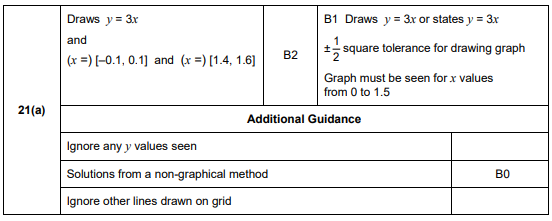 21(a)
Draws y = 3x
and
(x =) [–0.1, 0.1] and (x =) [1.4, 1.6]
B2
B1 Draws y = 3x or states y = 3x
±1/2 square tolerance for drawing graph
Graph must be seen for x values
from 0 to 1.5
Additional Guidance
Ignore any y values seen
Solutions from a non-graphical method
B0
Ignore other lines drawn on grid